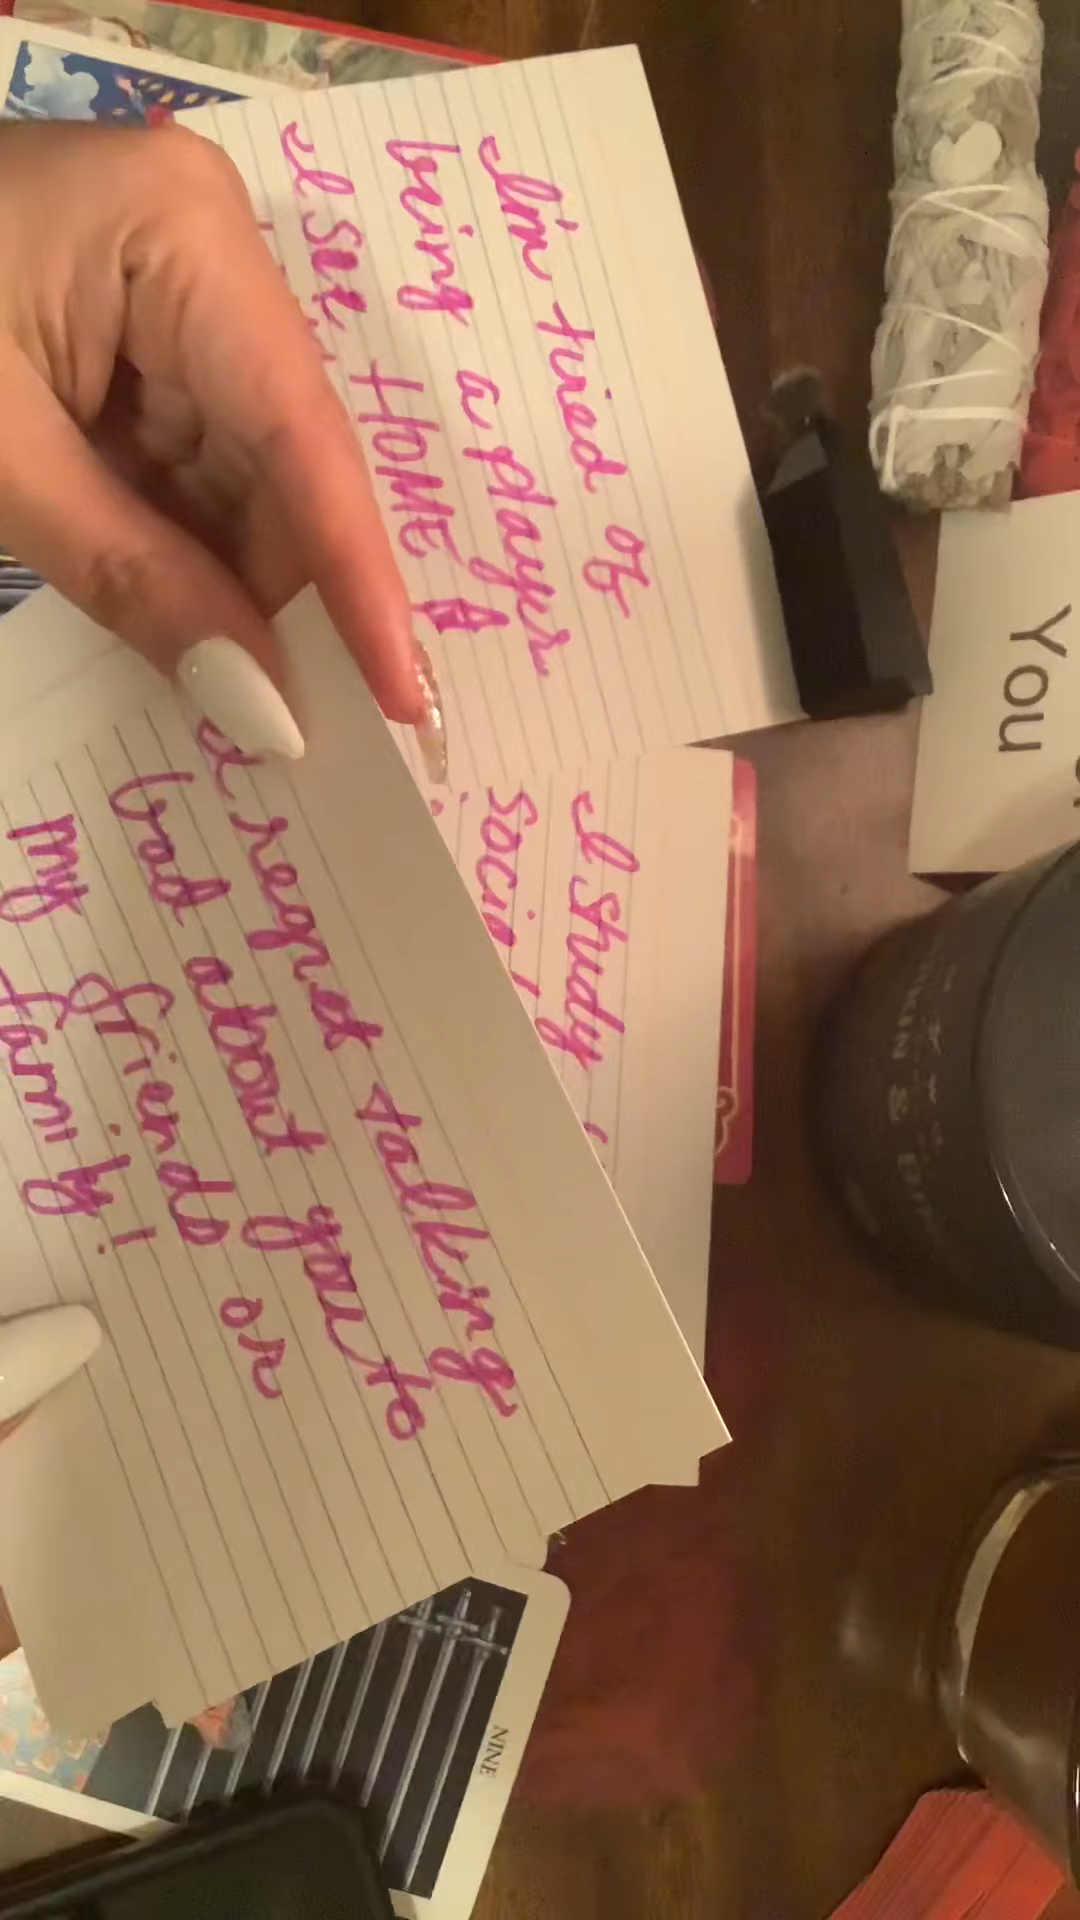 I'm tired of
being a player
I see HOME A
I study
I regret talking
bad about you to
my friends or
my family!
You
NINE